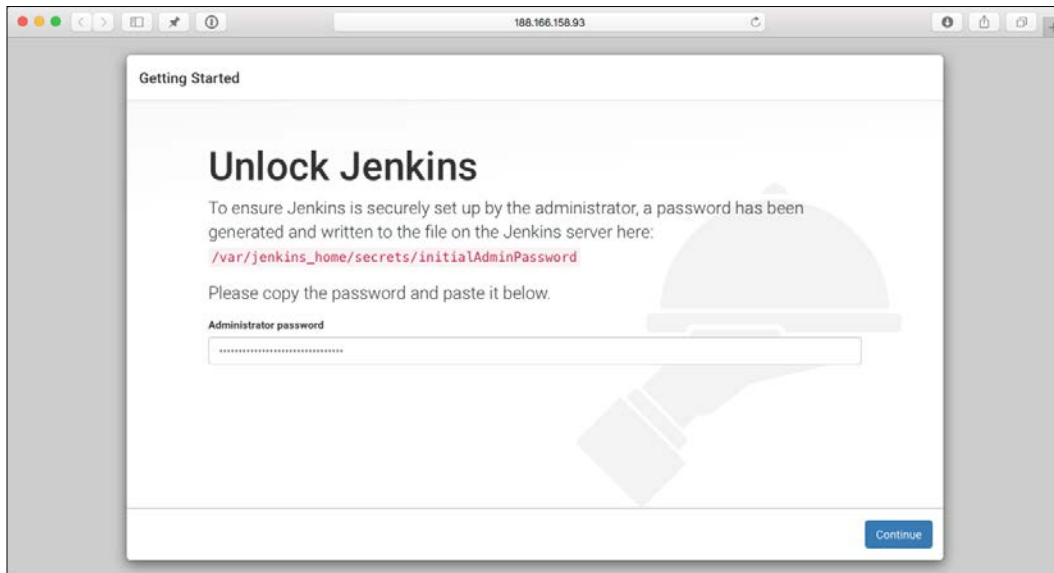 188.166.158.93
Getting Started
Unlock Jenkins
To ensure Jenkins is securely set up by the administrator, a password has been
generated and written to the file on the Jenkins server here:
/var/jenkins_home/secrets/initialAdminPassword
Please copy the password and paste it below.
Administrator password
Continue